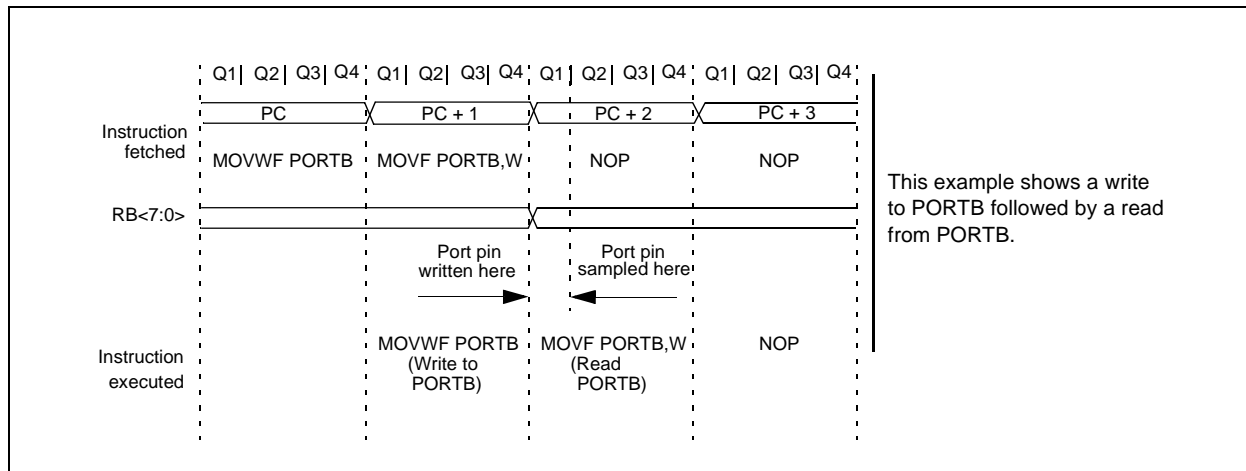 Q1 Q2 Q3 Q4 Q1 Q2 Q3 Q4 Q1 Q2 Q3 Q4 Q1 Q2 Q3 Q4
PC PC + 1 PC + 2 PC + 3
Instruction
fetched
MOVWF PORTB MOVF PORTB,W NOP NOP
This example shows a write
to PORTB followed by a read
from PORTB.
RB<7:0>
Port pin
written here
Port pin
sampled here
Instruction
executed
MOVWF PORTB
(Write to
PORTB)
MOVF PORTB,W
(Read
PORTB)
NOP